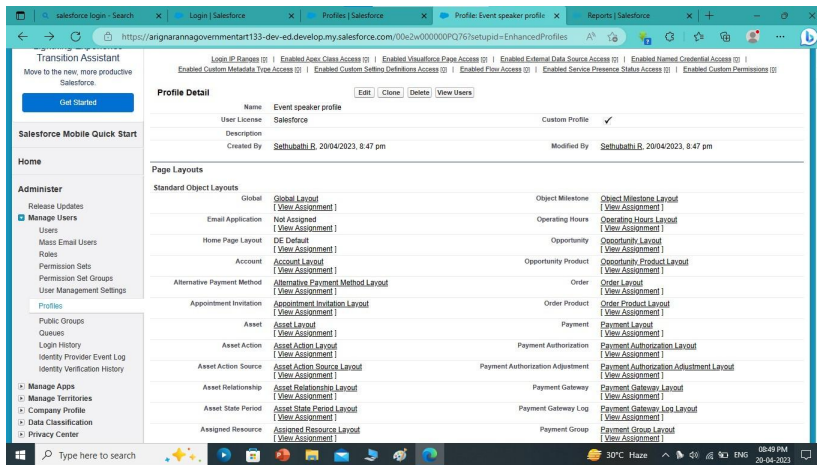 salesforce login - Search
Login | Salesforce
Profiles | Salesforce
Profile: Event speaker profile
Reports | Salesforce
https://arignarannagovernmentart133-dev-ed.develop.my.salesforce.com/00e2w000000PQ76?setupid=EnhancedProfiles
Transition Assistant
Move to the new, more productive
Salesforce.
Get Started
Salesforce Mobile Quick Start
Home
Administer
Release Updates
Manage Users
Users
Mass Email Users
Roles
Permission Sets
Permission Set Groups
User Management Settings
Profiles
Public Groups
Queues
Login History
Identity Provider Event Log
Identity Verification History
Manage Apps
Manage Territories
Company Profile
Data Classification
Privacy Center
Login IP Ranges [0] | Enabled Apex Class Access [0] | Enabled Visualforce Page Access [0] | Enabled External Data Source Access [0] | Enabled Named Credential Access [0] |
Enabled Custom Metadata Type Access [0] | Enabled Custom Setting Definitions Access [0] | Enabled Flow Access [0] | Enabled Service Presence Status Access [0] | Enabled Custom Permissions [0]
Profile Detail Edit Clone Delete View Users
Name Event speaker profile
User License Salesforce Custom Profile ✓
Description
Created By Sethubathi R, 20/04/2023, 8:47 pm Modified By Sethubathi R, 20/04/2023, 8:47 pm
Page Layouts
Standard Object Layouts
Global Global Layout Object Milestone Object Milestone Layout
[ View Assignment ] [ View Assignment ]
Email Application Not Assigned Operating Hours Operating Hours Layout
[ View Assignment ] [ View Assignment ]
Home Page Layout DE Default Opportunity Opportunity Layout
[ View Assignment ] [ View Assignment ]
Account Account Layout Opportunity Product Opportunity Product Layout
[ View Assignment ] [ View Assignment ]
Alternative Payment Method Alternative Payment Method Layout Order Order Layout
[ View Assignment ] [ View Assignment ]
Appointment Invitation Appointment Invitation Layout Order Product Order Product Layout
[ View Assignment ] [ View Assignment ]
Asset Asset Layout Payment Payment Layout
[ View Assignment ] [ View Assignment ]
Asset Action Asset Action Layout Payment Authorization Payment Authorization Layout
[ View Assignment ] [ View Assignment ]
Asset Action Source Asset Action Source Layout Payment Authorization Adjustment Payment Authorization Adjustment Layout
[ View Assignment ] [ View Assignment ]
Asset Relationship Asset Relationship Layout Payment Gateway Payment Gateway Layout
[ View Assignment ] [ View Assignment ]
Asset State Period Asset State Period Layout Payment Gateway Log Payment Gateway Log Layout
[ View Assignment ] [ View Assignment ]
Assigned Resource Assigned Resource Layout Payment Group Payment Group Layout
[ View Assignment ] [ View Assignment ]
Type here to search
30°C Haze
ENG
08:49 PM
20-04-2023